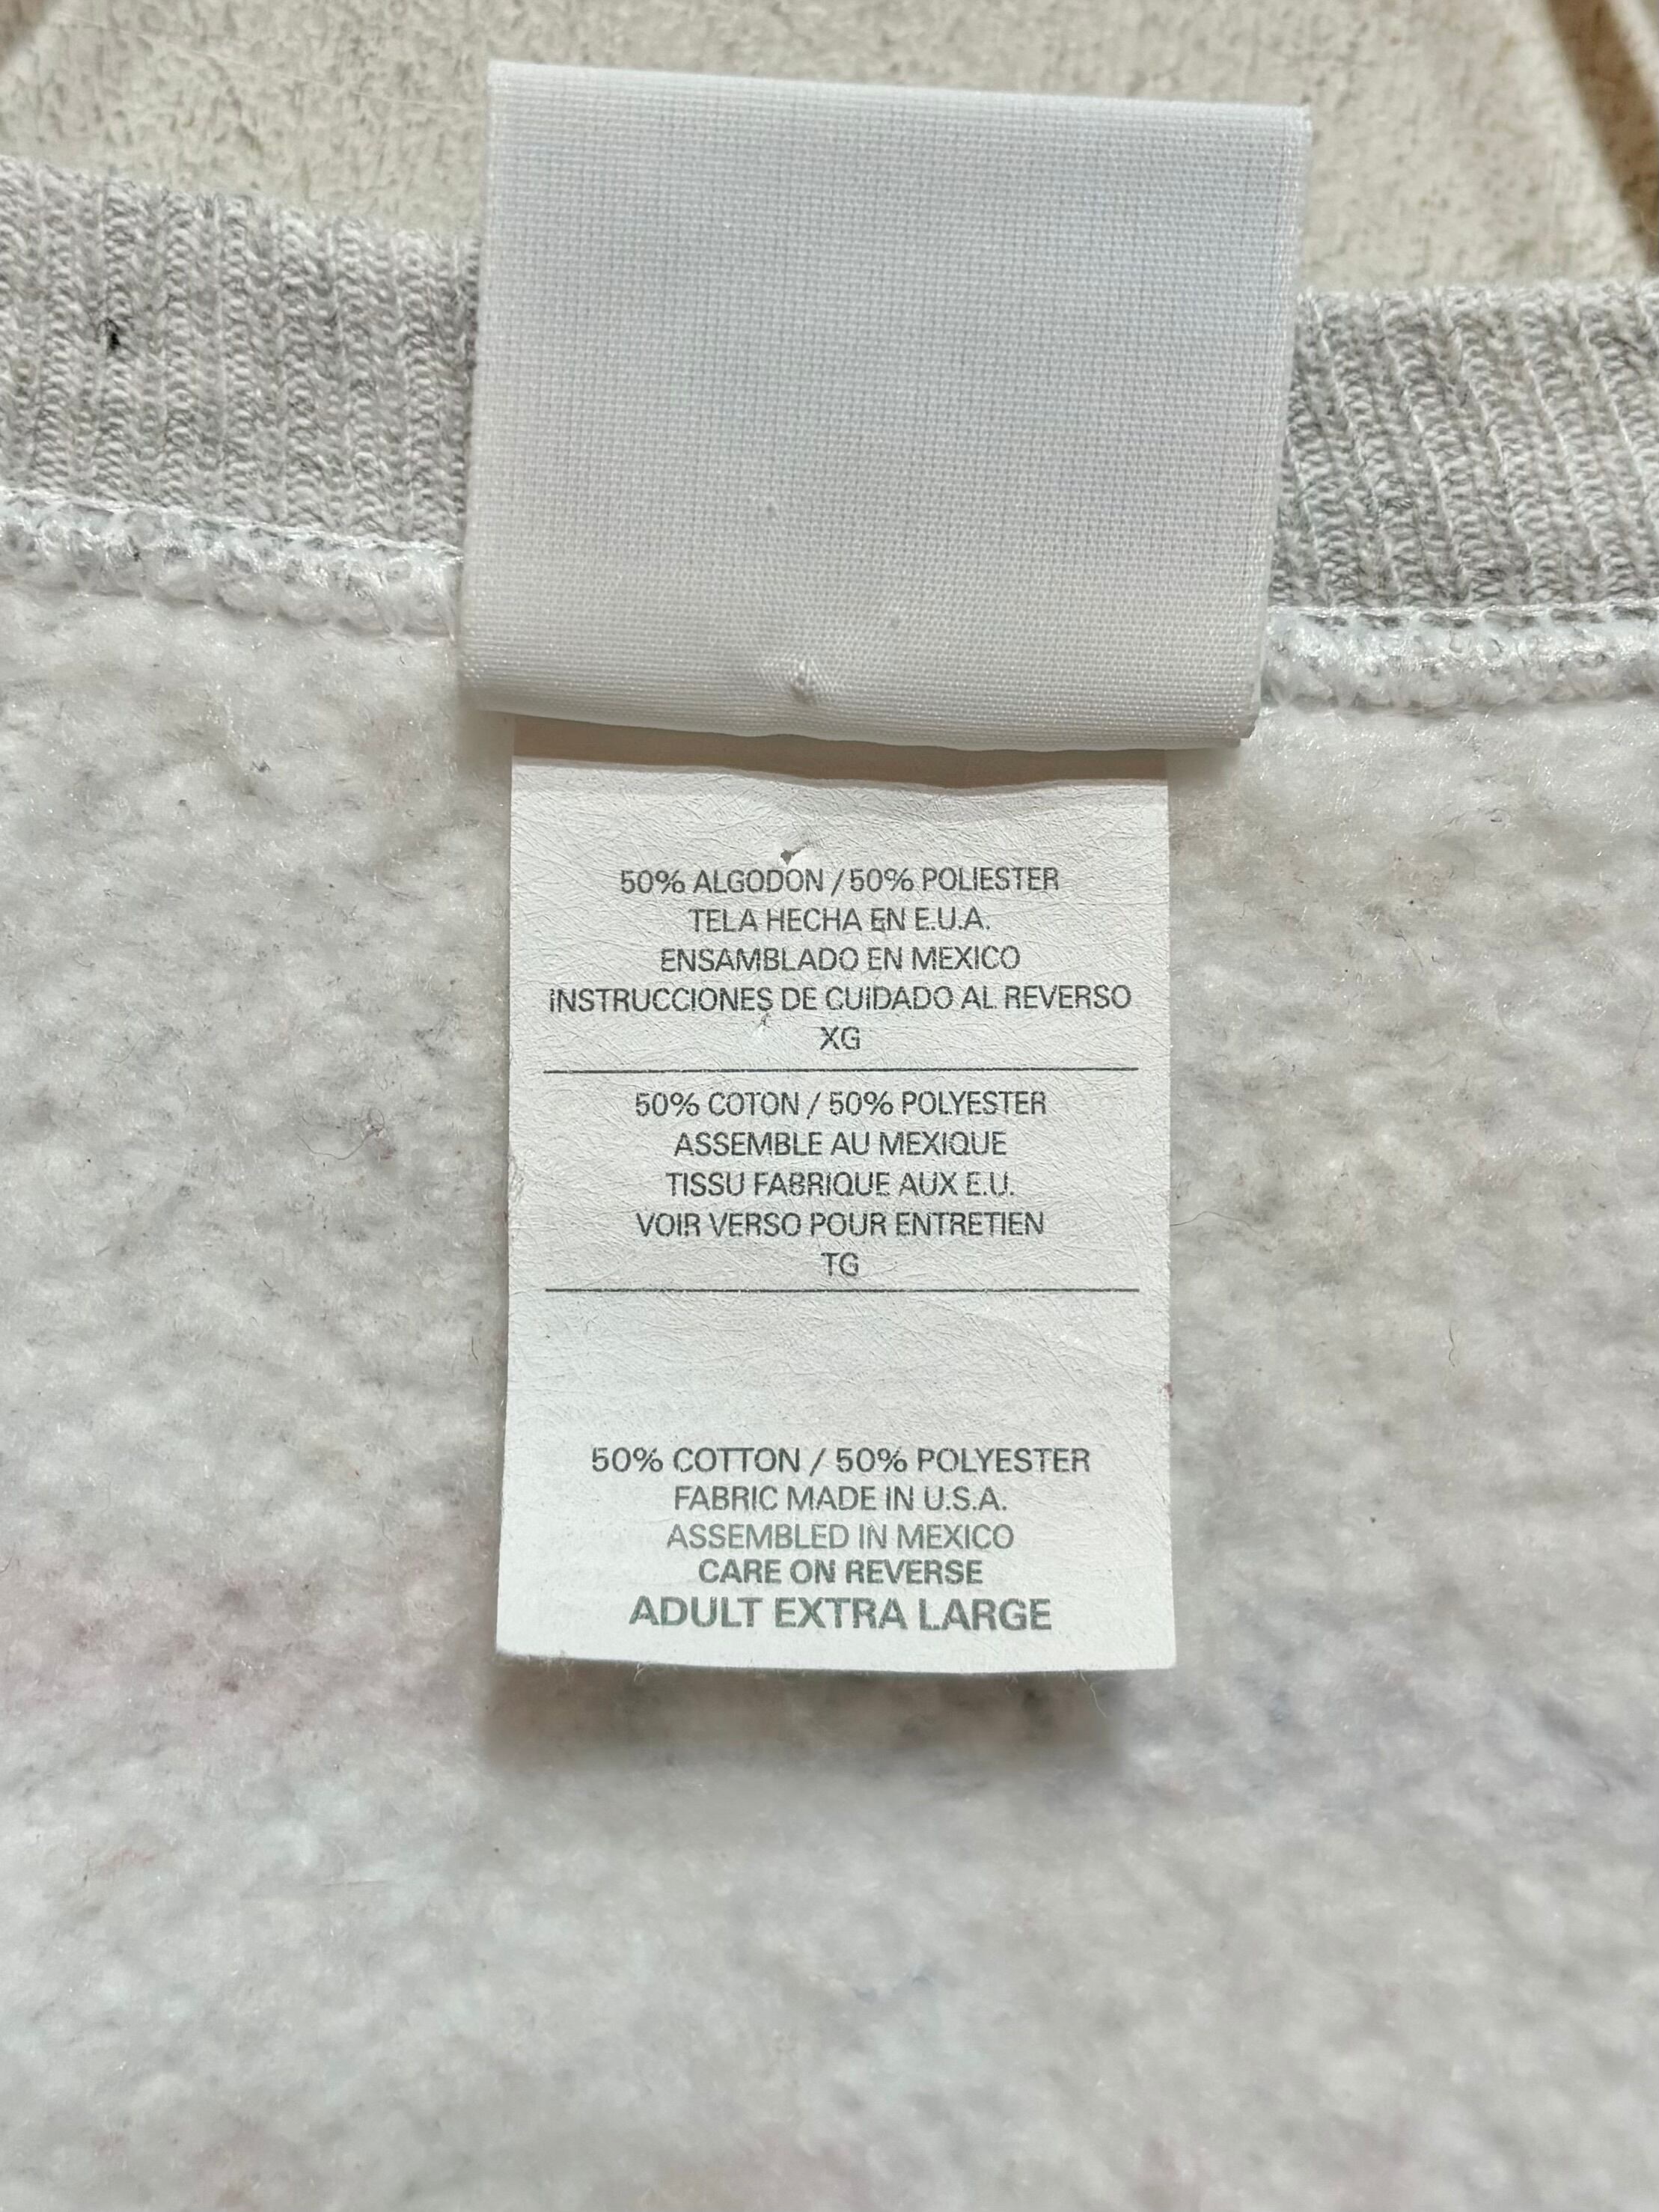 50% ALGODON / 50% POLIESTER
TELA HECHA EN E.U.A.
ENSAMBLADO EN MEXICO
INSTRUCCIONES DE CUIDADO AL REVERSO
XG
50% COTON / 50% POLYESTER
ASSEMBLE AU MEXIQUE
TISSU FABRIQUE AUX E.U.
VOIR VERSO POUR ENTRETIEN
TG
50% COTTON / 50% POLYESTER
FABRIC MADE IN U.S.A.
ASSEMBLED IN MEXICO
CARE ON REVERSE
ADULT EXTRA LARGE